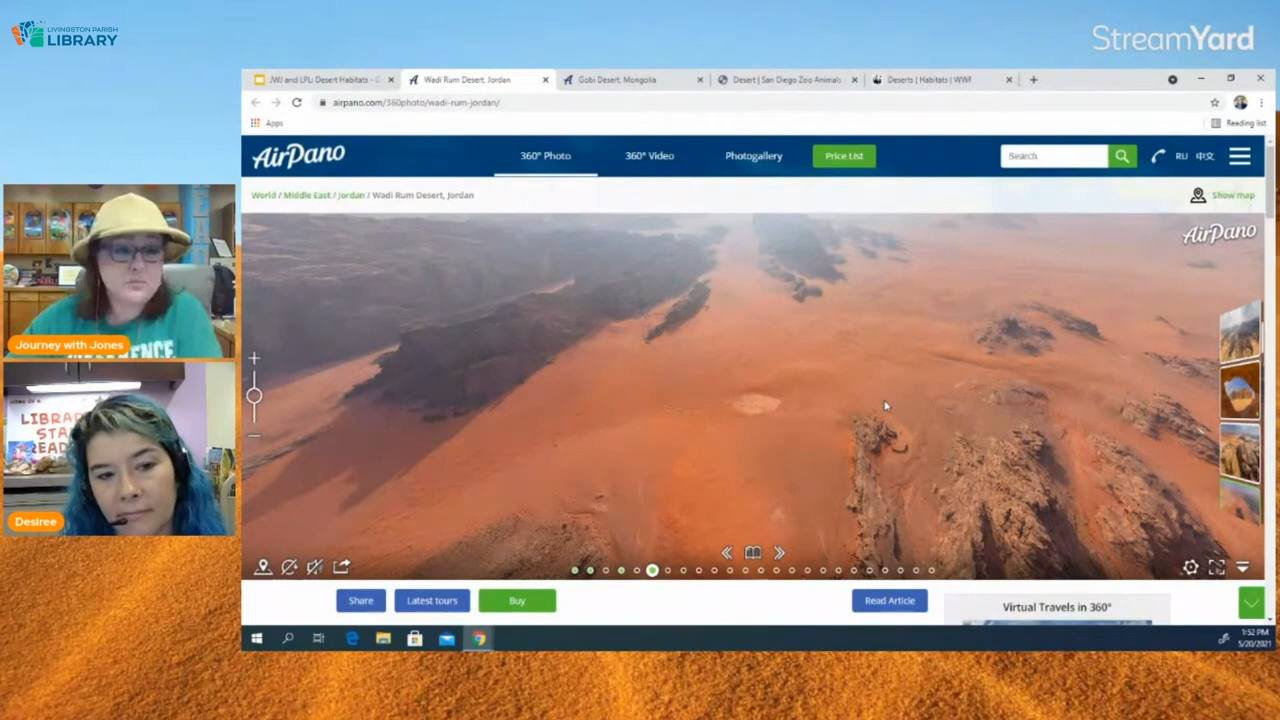 LIVINGSTON PARISH
LIBRARY
StreamYard
JWJ and LPL: Desert Habitats - G
Wadi Rum Desert, Jordan
Gobi Desert, Mongolia
Desert | San Diego Zoo Animals
Deserts | Habitats | WWF
airpano.com/360photo/wadi-rum-jordan/
Apps
Reading list
AirPano
360° Photo
360° Video
Photogallery
Price List
Search
RU
中文
World / Middle East / Jordan / Wadi Rum Desert, Jordan
Show map
AirPano
Journey with Jones
LIBRAR
STA
READ
Desiree
Share
Latest tours
Buy
Read Article
Virtual Travels in 360°
1:52 PM
5/20/2021